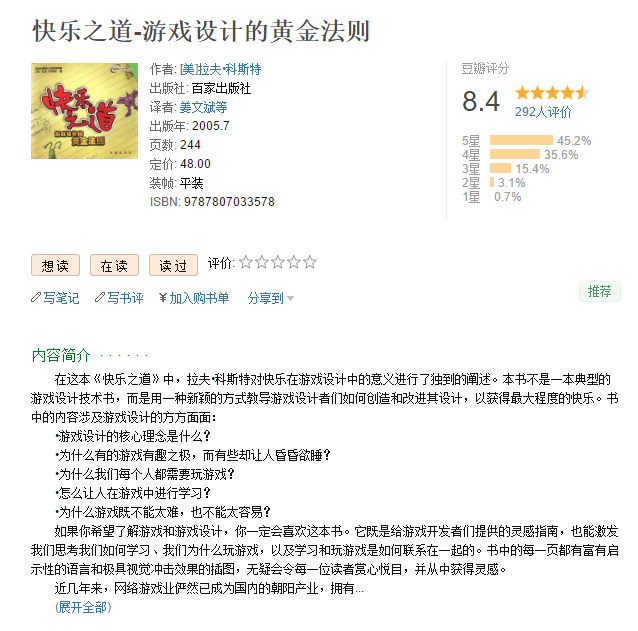 快乐之道-游戏设计的黄金法则
快乐
之道
游戏设计的
黄金法则
作者: [美]拉夫•科斯特
出版社: 百家出版社
译者: 姜文斌等
出版年: 2005.7
页数: 244
定价: 48.00
装帧: 平装
ISBN: 9787807033578
豆瓣评分
8.4
292人评价
5星 45.2%
4星 35.6%
3星 15.4%
2星 3.1%
1星 0.7%
想读 在读 读过 评价:
写笔记 写书评 ¥加入购书单 分享到
推荐
内容简介 · · · · · ·
在这本《快乐之道》中，拉夫•科斯特对快乐在游戏设计中的意义进行了独到的阐述。本书不是一本典型的
游戏设计技术书，而是用一种新颖的方式教导游戏设计者们如何创造和改进其设计，以获得最大程度的快乐。书
中的内容涉及游戏设计的方方面面：
•游戏设计的核心理念是什么？
•为什么有的游戏有趣之极，而有些却让人昏昏欲睡？
•为什么我们每个人都需要玩游戏？
•怎么让人在游戏中进行学习？
•为什么游戏既不能太难，也不能太容易？
如果你希望了解游戏和游戏设计，你一定会喜欢这本书。它既是给游戏开发者们提供的灵感指南，也能激发
我们思考我们如何学习、我们为什么玩游戏，以及学习和玩游戏是如何联系在一起的。书中的每一页都有富有启
示性的语言和极具视觉冲击效果的插图，无疑会令每一位读者赏心悦目，并从中获得灵感。
近几年来，网络游戏业俨然已成为国内的朝阳产业，拥有...
(展开全部)